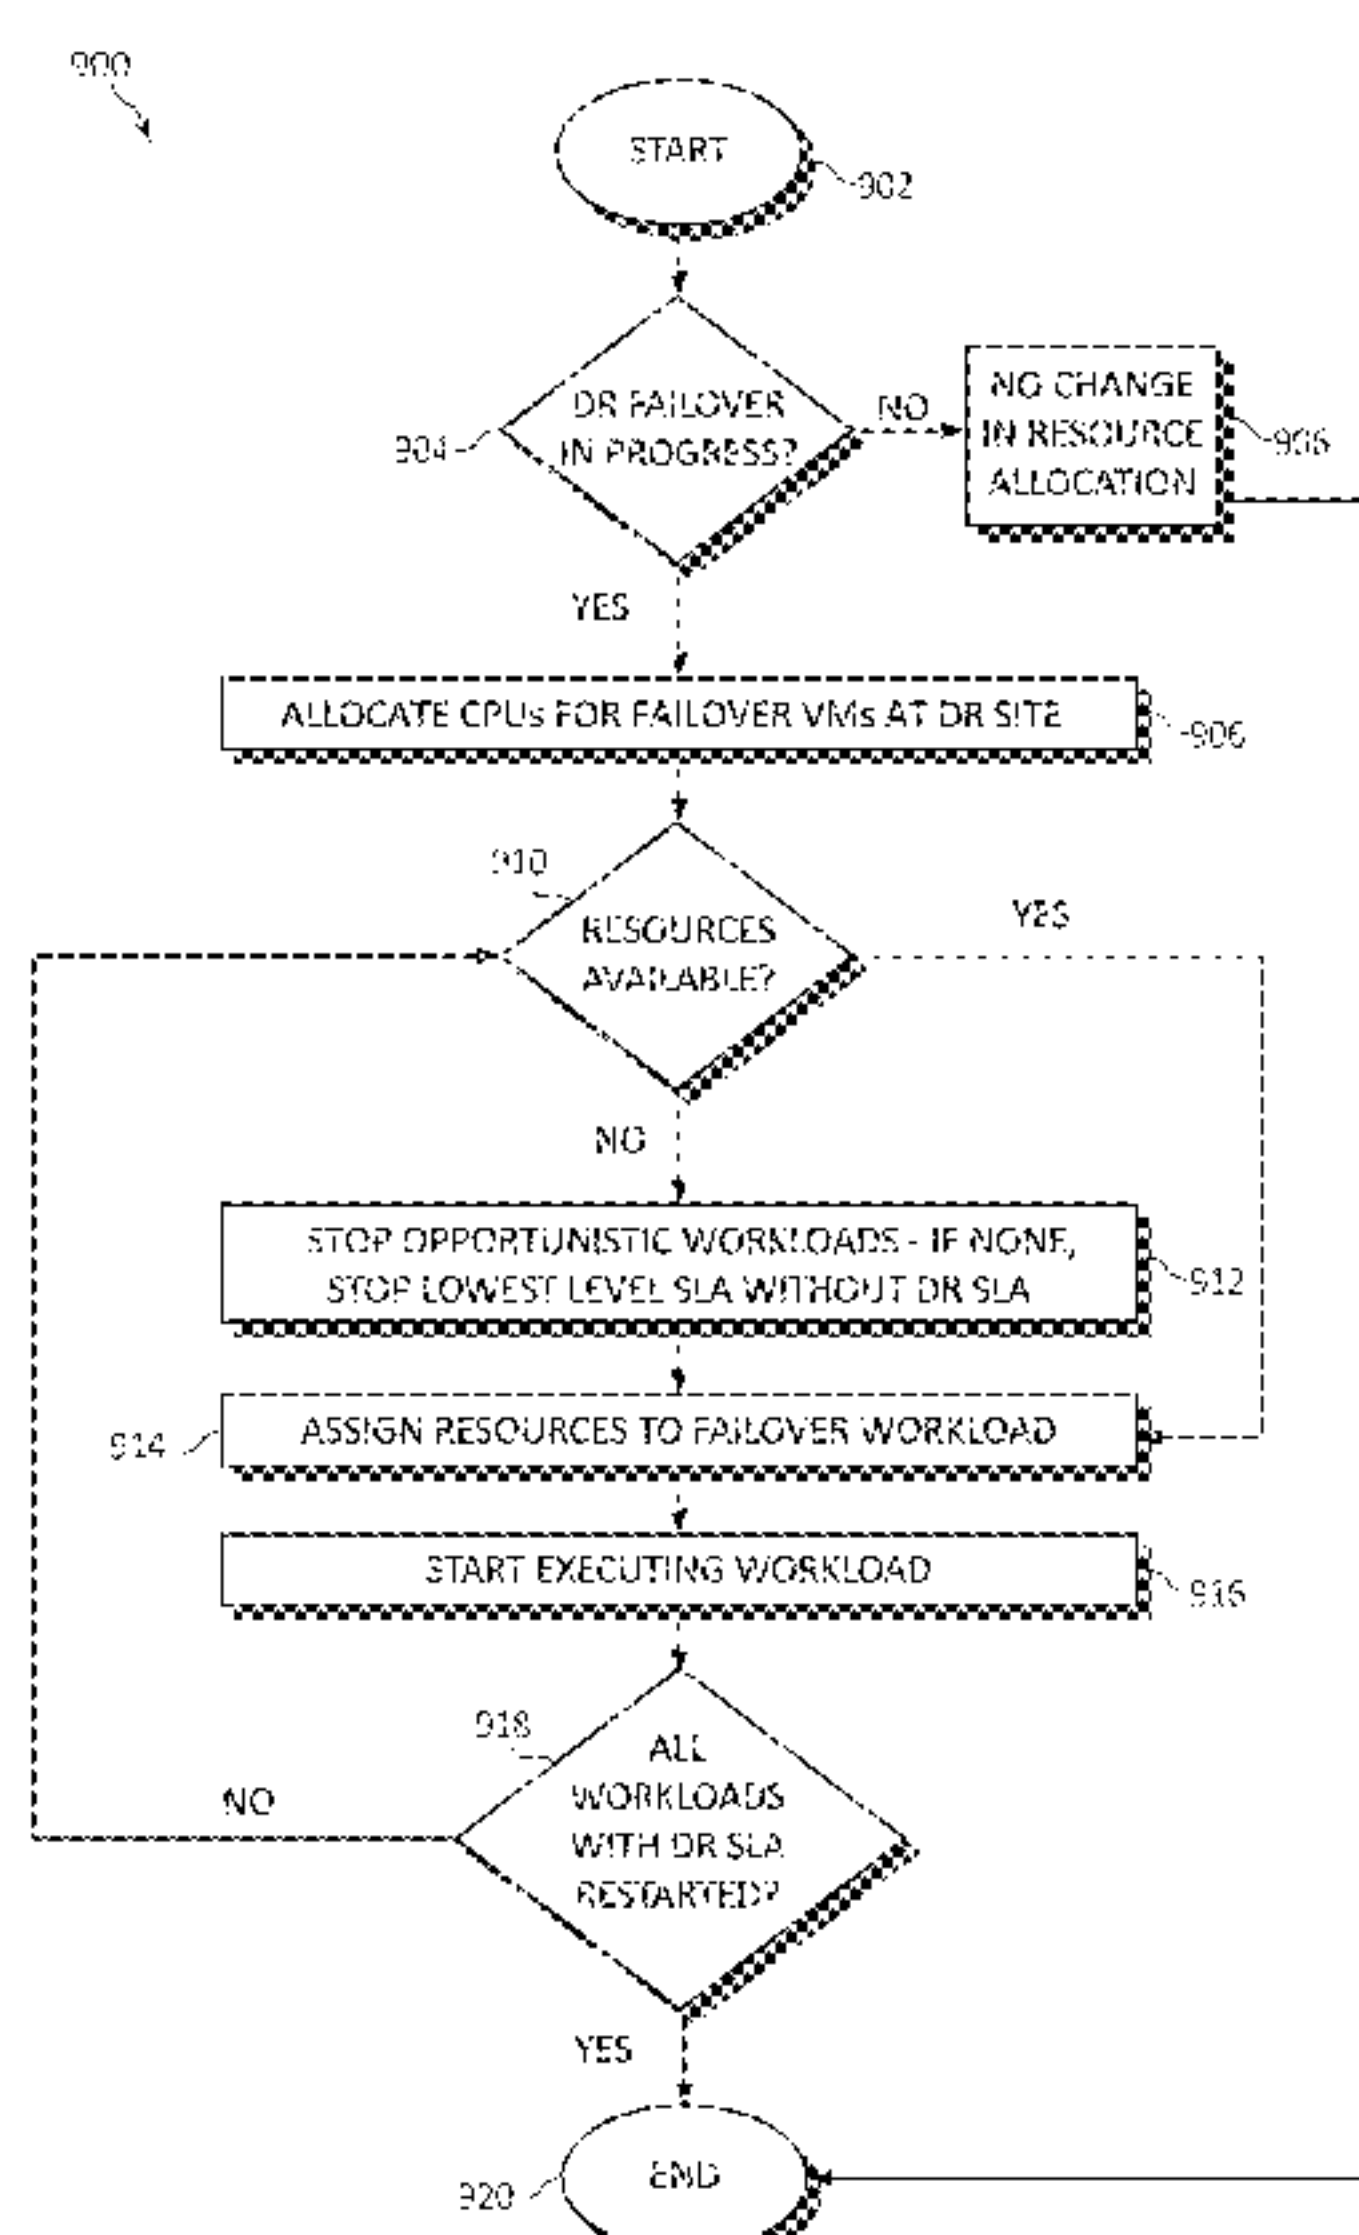 900
START
902
DR FAILOVER
IN PROGRESS?
904
NO
NO CHANGE
IN RESOURCE
ALLOCATION
906
YES
ALLOCATE CPUs FOR FAILOVER VMs AT DR SITE
906
910
RESOURCES
AVAILABLE?
YES
NO
STOP OPPORTUNISTIC WORKLOADS - IF NONE,
STOP LOWEST LEVEL SLA WITHOUT DR SLA
912
ASSIGN RESOURCES TO FAILOVER WORKLOAD
914
START EXECUTING WORKLOAD
916
918
ALL
WORKLOADS
WITH DR SLA
RESTARTED?
NO
YES
END
920